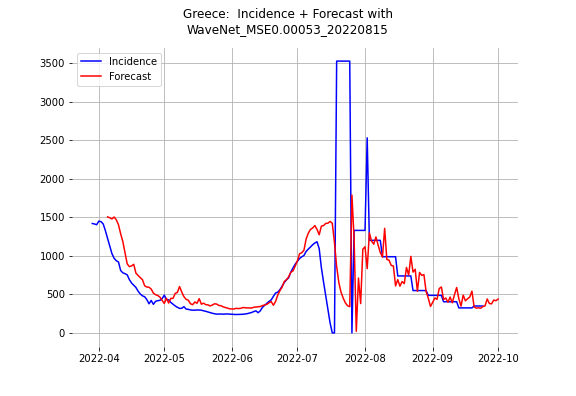 Greece:  Incidence + Forecast with
WaveNet_MSE0.00053_20220815
Incidence
Forecast
3500
3000
2500
2000
1500
1000
500
0
2022-04 2022-05 2022-06 2022-07 2022-08 2022-09 2022-10